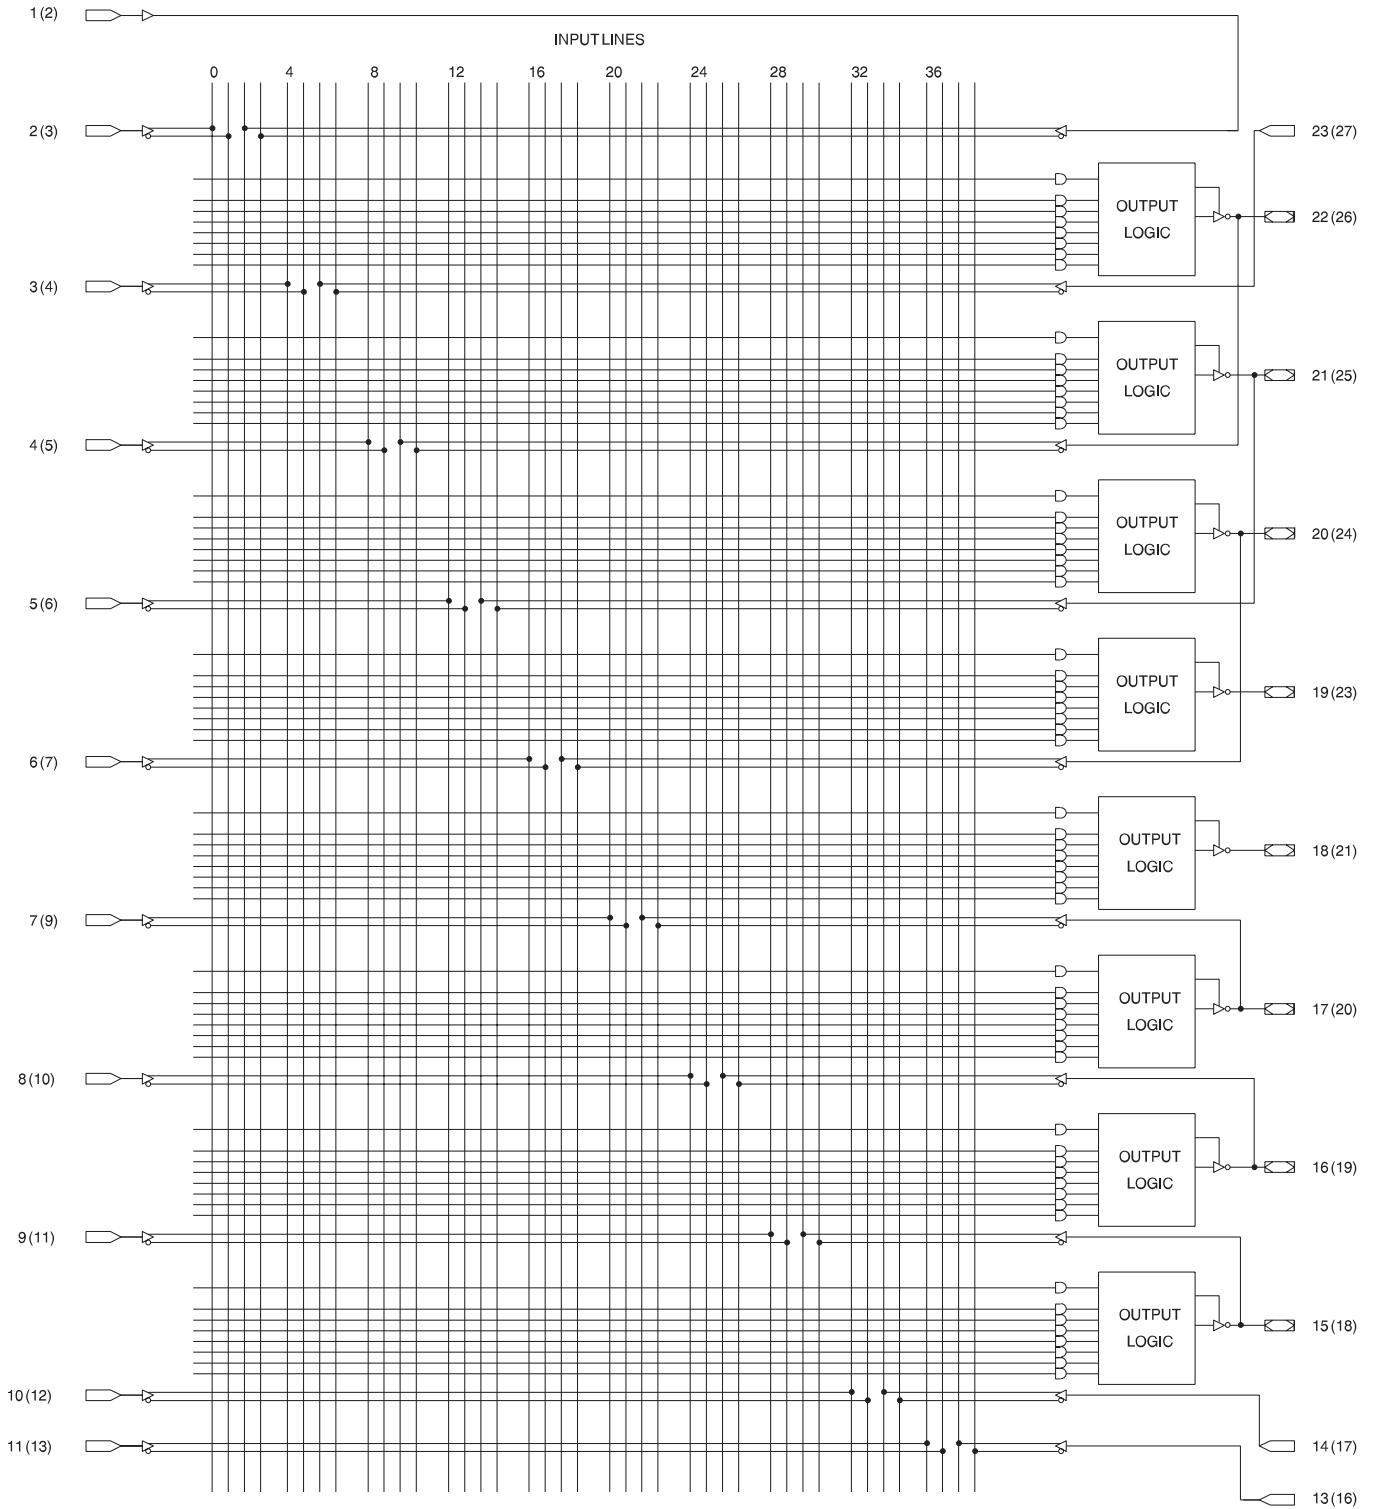 1(2)
INPUT LINES
0 4 8 12 16 20 24 28 32 36
2(3) 23(27)
OUTPUT
LOGIC
22(26)
3(4)
OUTPUT
LOGIC
21(25)
4(5)
OUTPUT
LOGIC
20(24)
5(6)
OUTPUT
LOGIC
19(23)
6(7)
OUTPUT
LOGIC
18(21)
7(9)
OUTPUT
LOGIC
17(20)
8(10)
OUTPUT
LOGIC
16(19)
9(11)
OUTPUT
LOGIC
15(18)
10(12)
11(13) 14(17)
13(16)